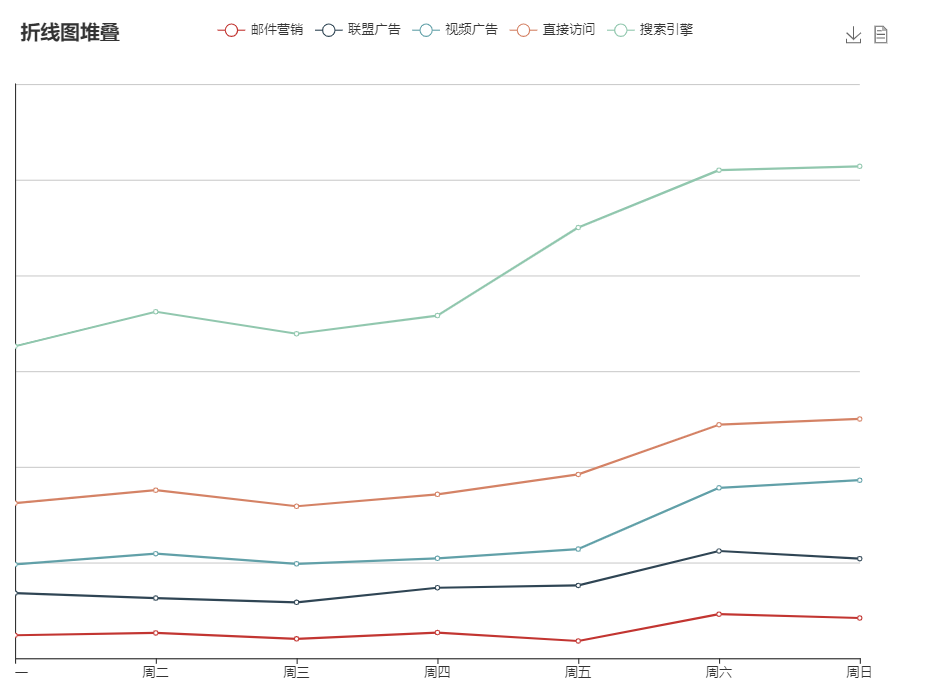 折线图堆叠
邮件营销 联盟广告 视频广告 直接访问 搜索引擎
一 周二 周三 周四 周五 周六 周日